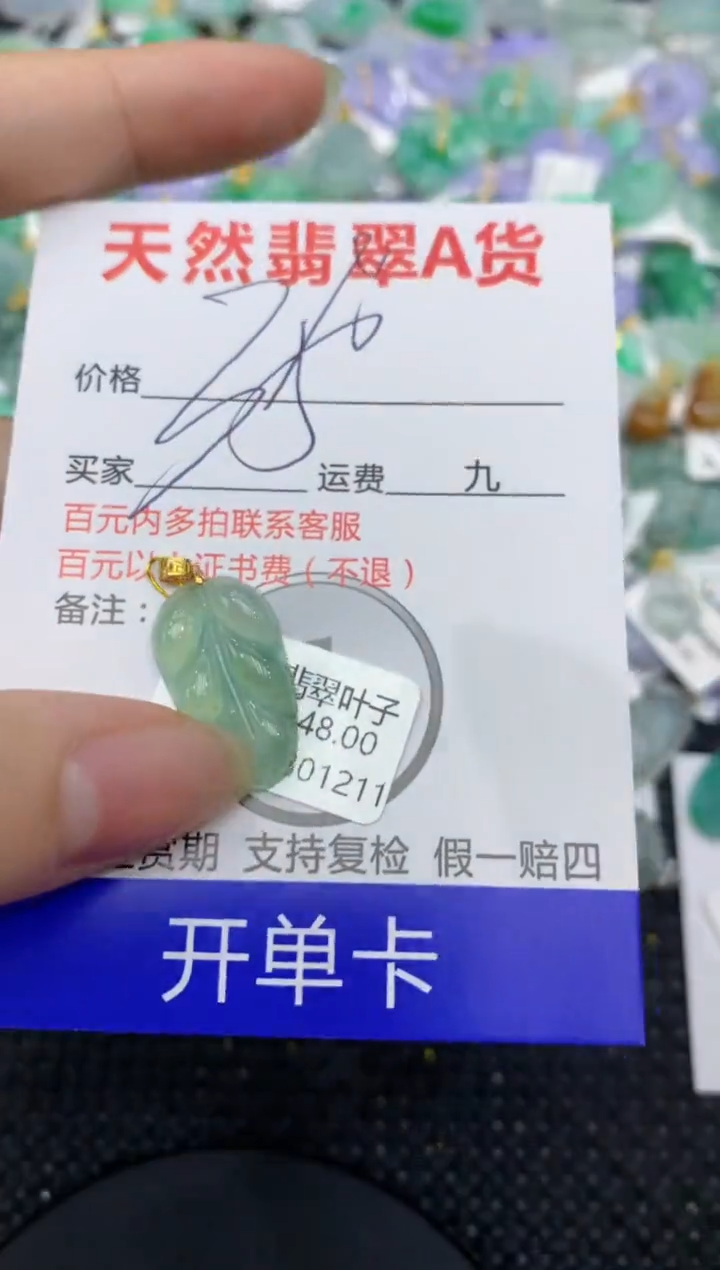 天然翡翠A货
价格
买家 运费 九
百元内多拍联系客服
百元以 证书费(不退)
备注:
翡翠叶子
48.00
01211
赏期 支持复检 假一赔四
开单卡